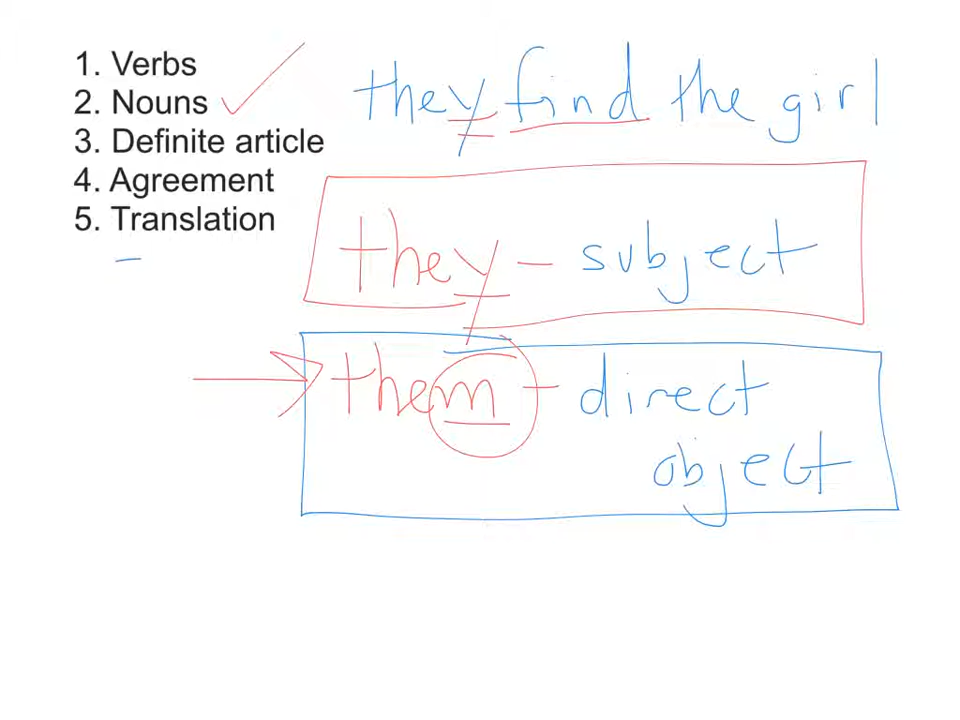 1. Verbs
2. Nouns
3. Definite article
4. Agreement
5. Translation
they find the girl
they – subject
them – direct
object